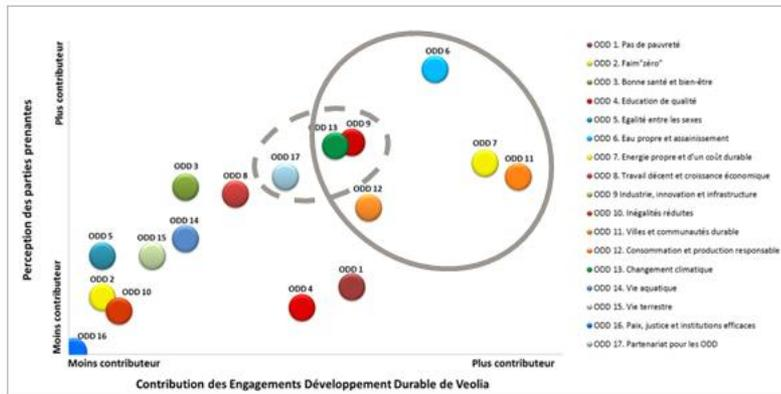 Perception des parties prenantes
Plus contributeur
Moins contributeur
ODD 6
ODD 9
ODD 13
ODD 7
ODD 11
ODD 17
ODD 3
ODD 8
ODD 12
ODD 14
ODD 5
ODD 15
ODD 2
ODD 10
ODD 4
ODD 1
ODD 16
Moins contributeur
Plus contributeur
Contribution des Engagements Développement Durable de Veolia
ODD 1. Pas de pauvreté
ODD 2. Faim"zéro"
ODD 3. Bonne santé et bien-être
ODD 4. Education de qualité
ODD 5. Egalité entre les sexes
ODD 6. Eau propre et assainissement
ODD 7. Energie propre et d'un coût durable
ODD 8. Travail décent et croissance économique
ODD 9 Industrie, innovation et infrastructure
ODD 10. Inégalités réduites
ODD 11. Villes et communautés durable
ODD 12. Consommation et production responsable
ODD 13. Changement climatique
ODD 14. Vie aquatique
ODD 15. Vie terrestre
ODD 16. Paix, justice et institutions efficaces
ODD 17. Partenariat pour les ODD